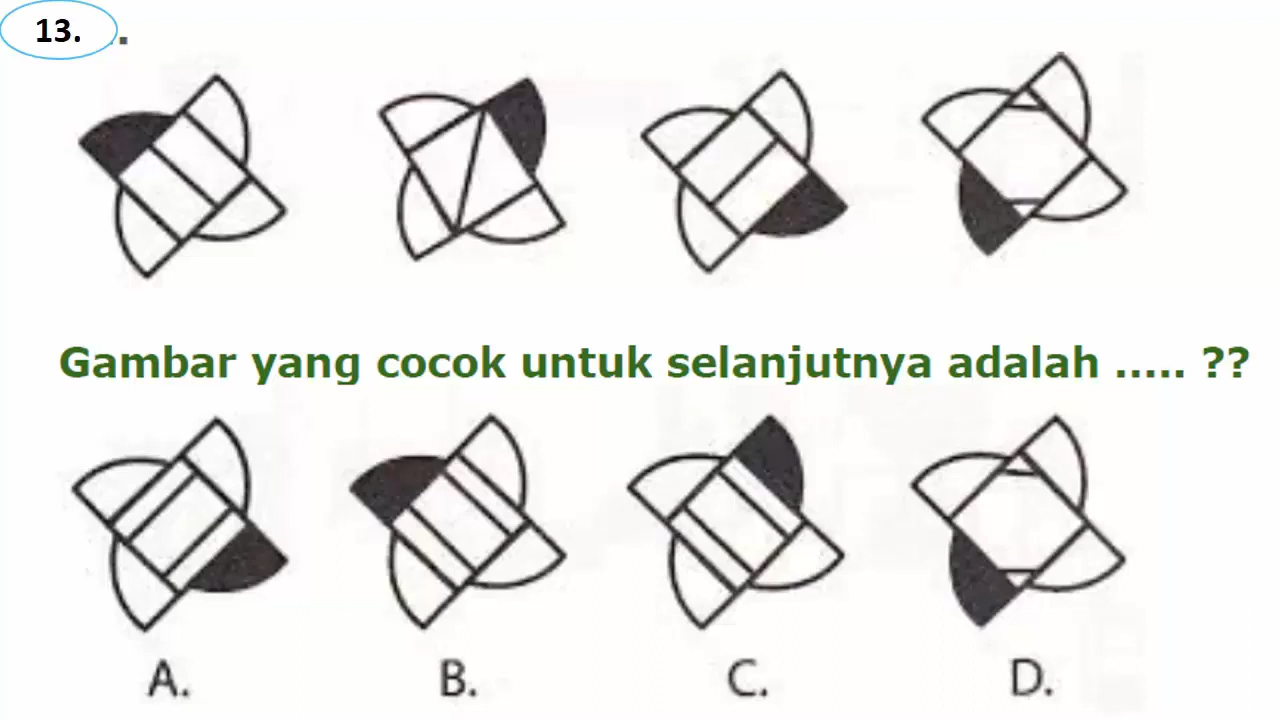 13. .
Gambar yang cocok untuk selanjutnya adalah ..... ??
A. B. C. D.